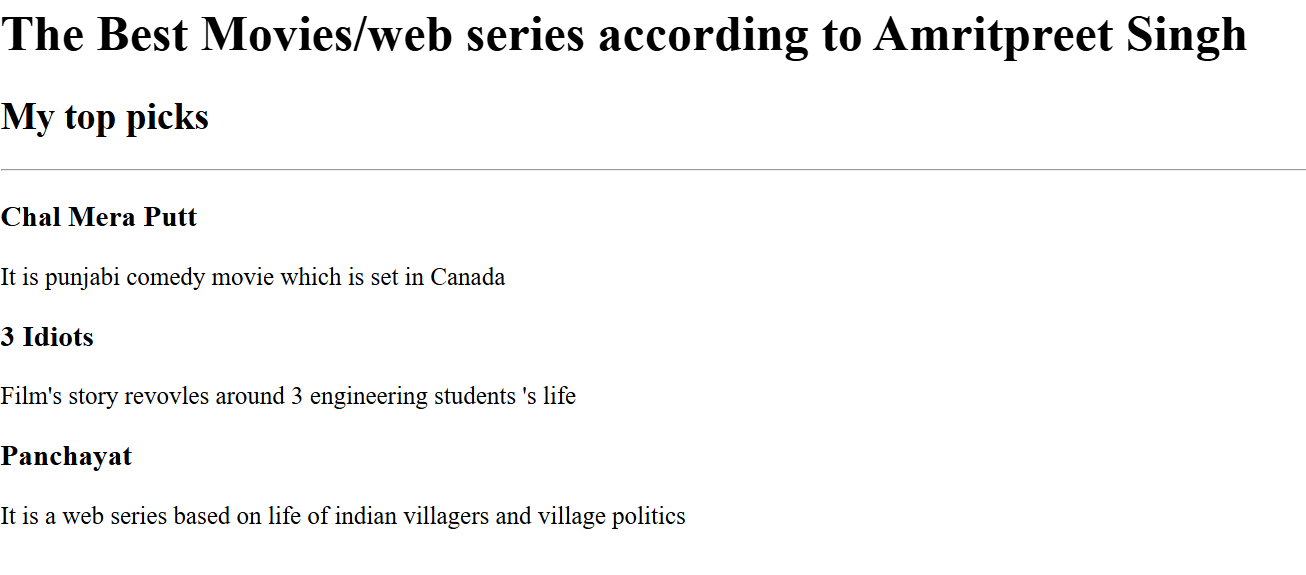 The Best Movies/web series according to Amritpreet Singh
My top picks
Chal Mera Putt
It is punjabi comedy movie which is set in Canada
3 Idiots
Film's story revovles around 3 engineering students 's life
Panchayat
It is a web series based on life of indian villagers and village politics